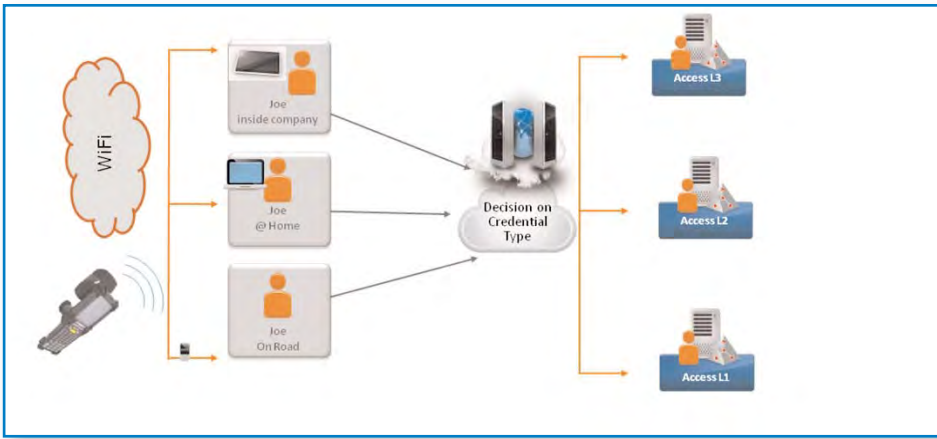 WiFi
Joe
inside company
Joe
@ Home
Joe
On Road
Decision on
Credential
Type
Access L3
Access L2
Access L1